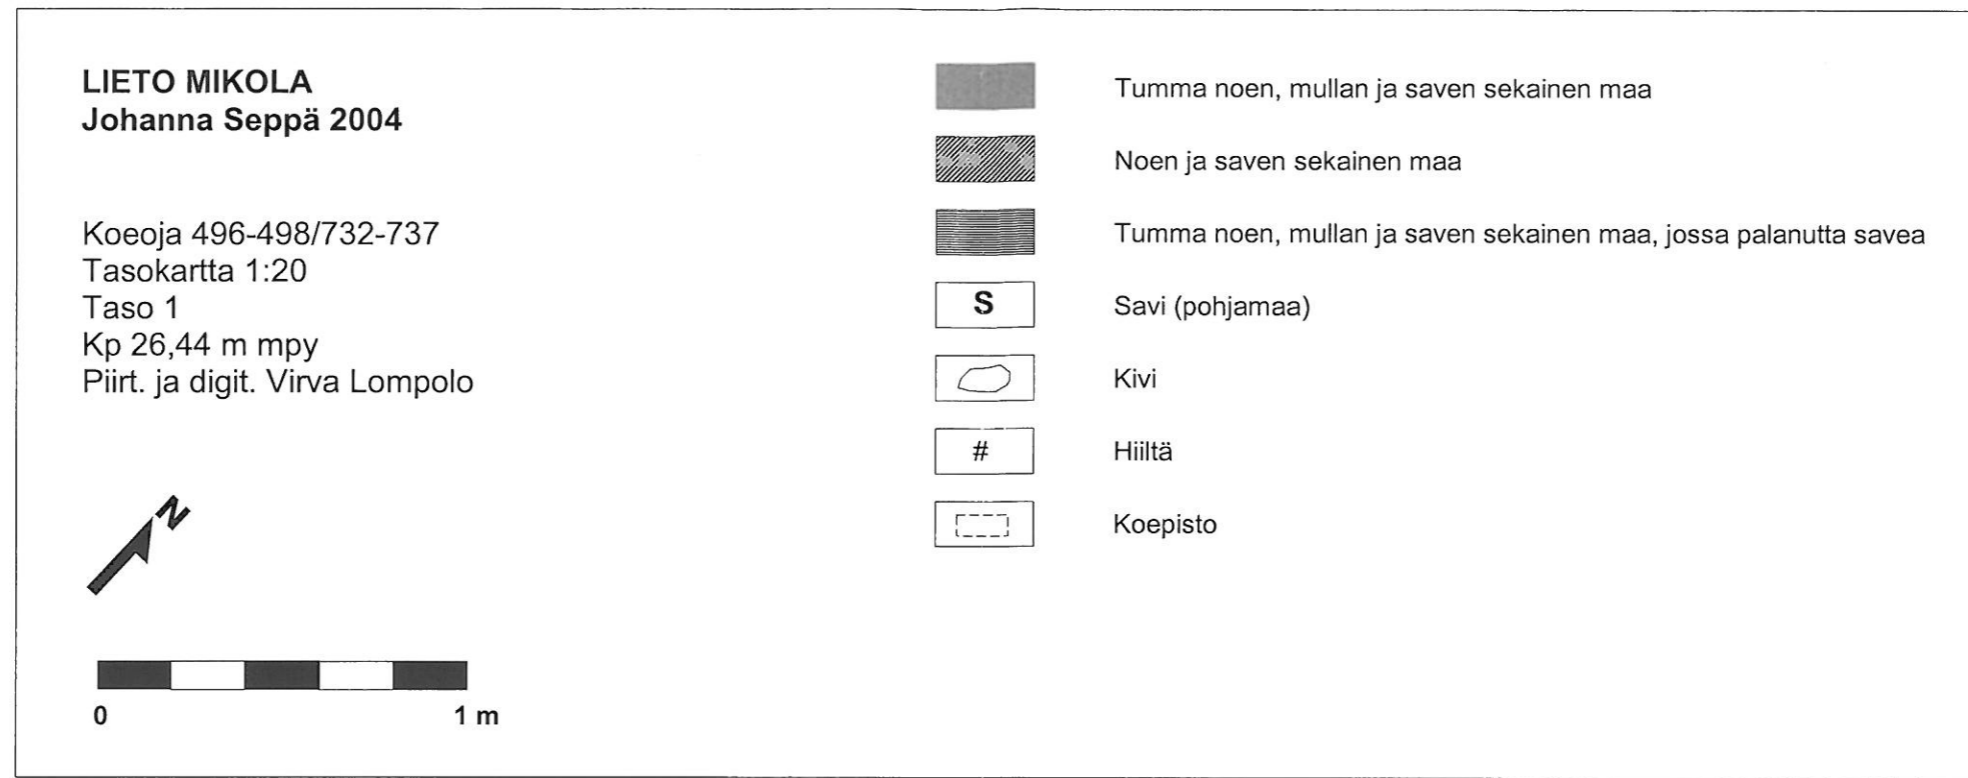 LIETO MIKOLA
Johanna Seppä 2004
Koeoja 496-498/732-737
Tasokartta 1:20
Taso 1
Kp 26,44 m mpy
Piirt. ja digit. Virva Lompolo
N
0 1 m
Tumma noen, mullan ja saven sekainen maa
Noen ja saven sekainen maa
Tumma noen, mullan ja saven sekainen maa, jossa palanutta savea
S Savi (pohjamaa)
Kivi
# Hiiltä
Koepisto